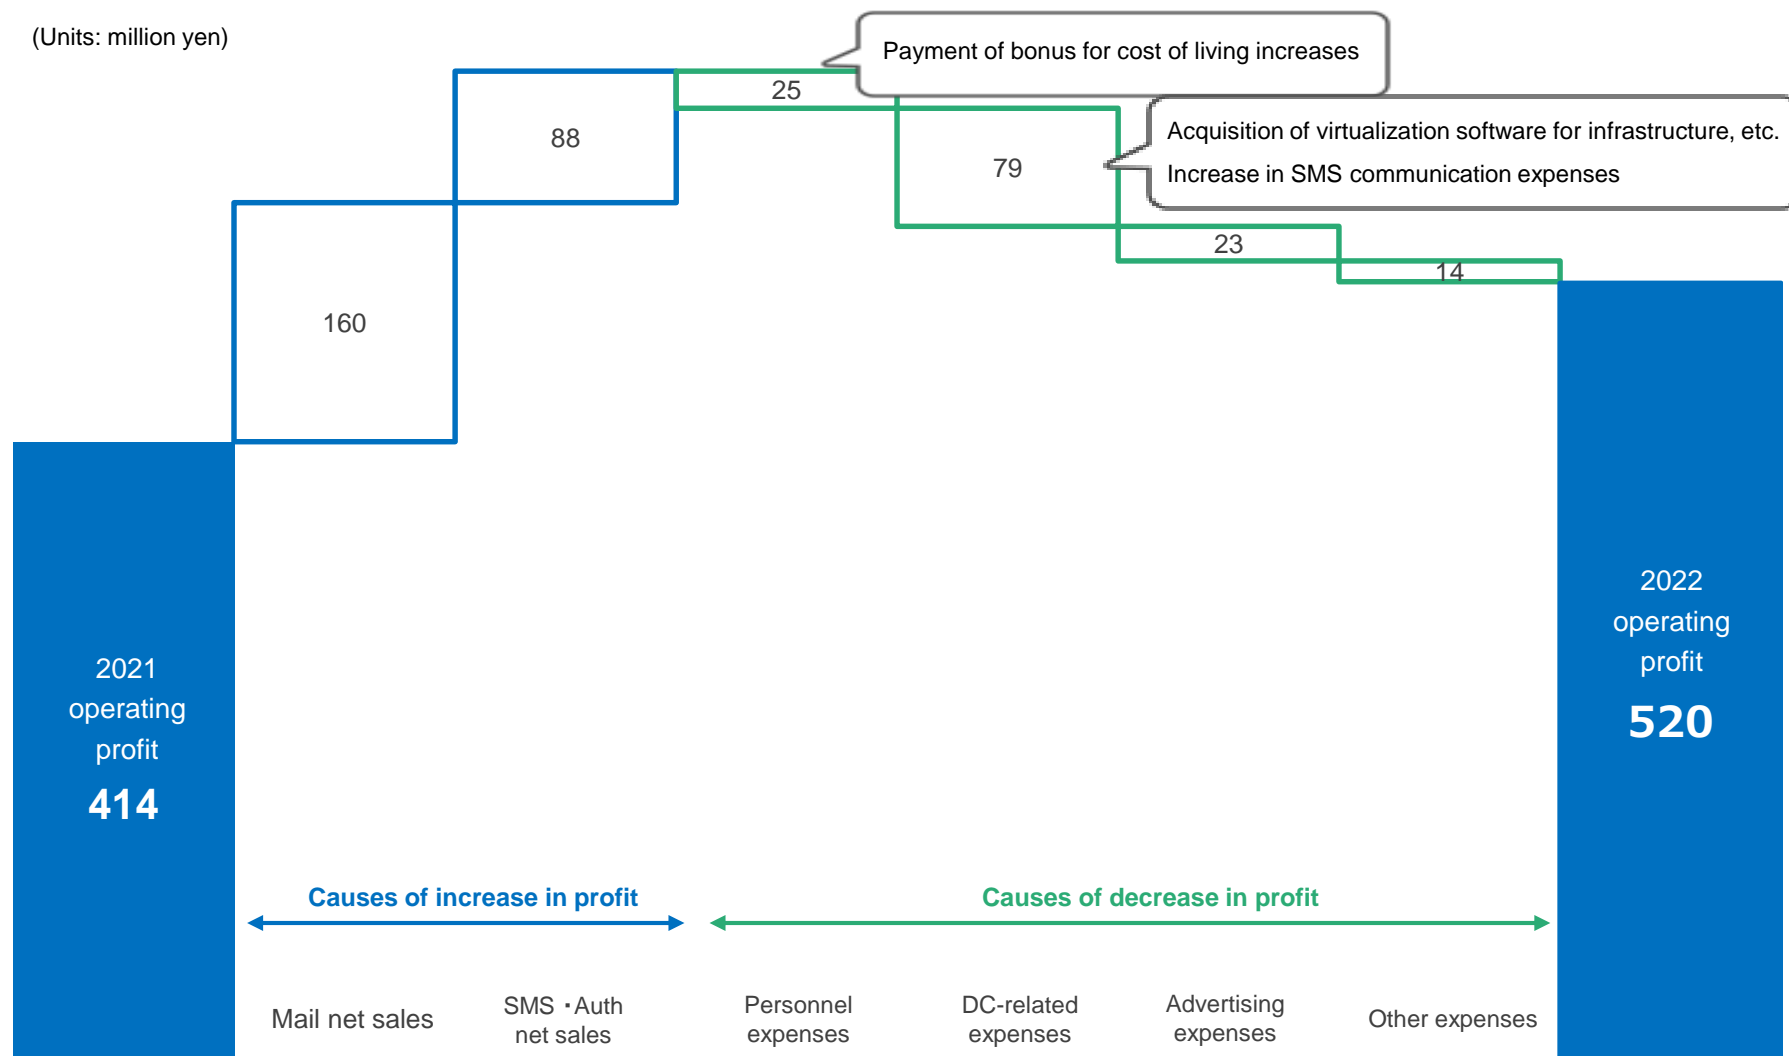 (Units: million yen)
Payment of bonus for cost of living increases
25
88
Acquisition of virtualization software for infrastructure, etc.
Increase in SMS communication expenses
79
23
14
160
2021
operating
profit
414
2022
operating
profit
520
Causes of increase in profit
Causes of decrease in profit
Mail net sales
SMS・Auth
net sales
Personnel
expenses
DC-related
expenses
Advertising
expenses
Other expenses